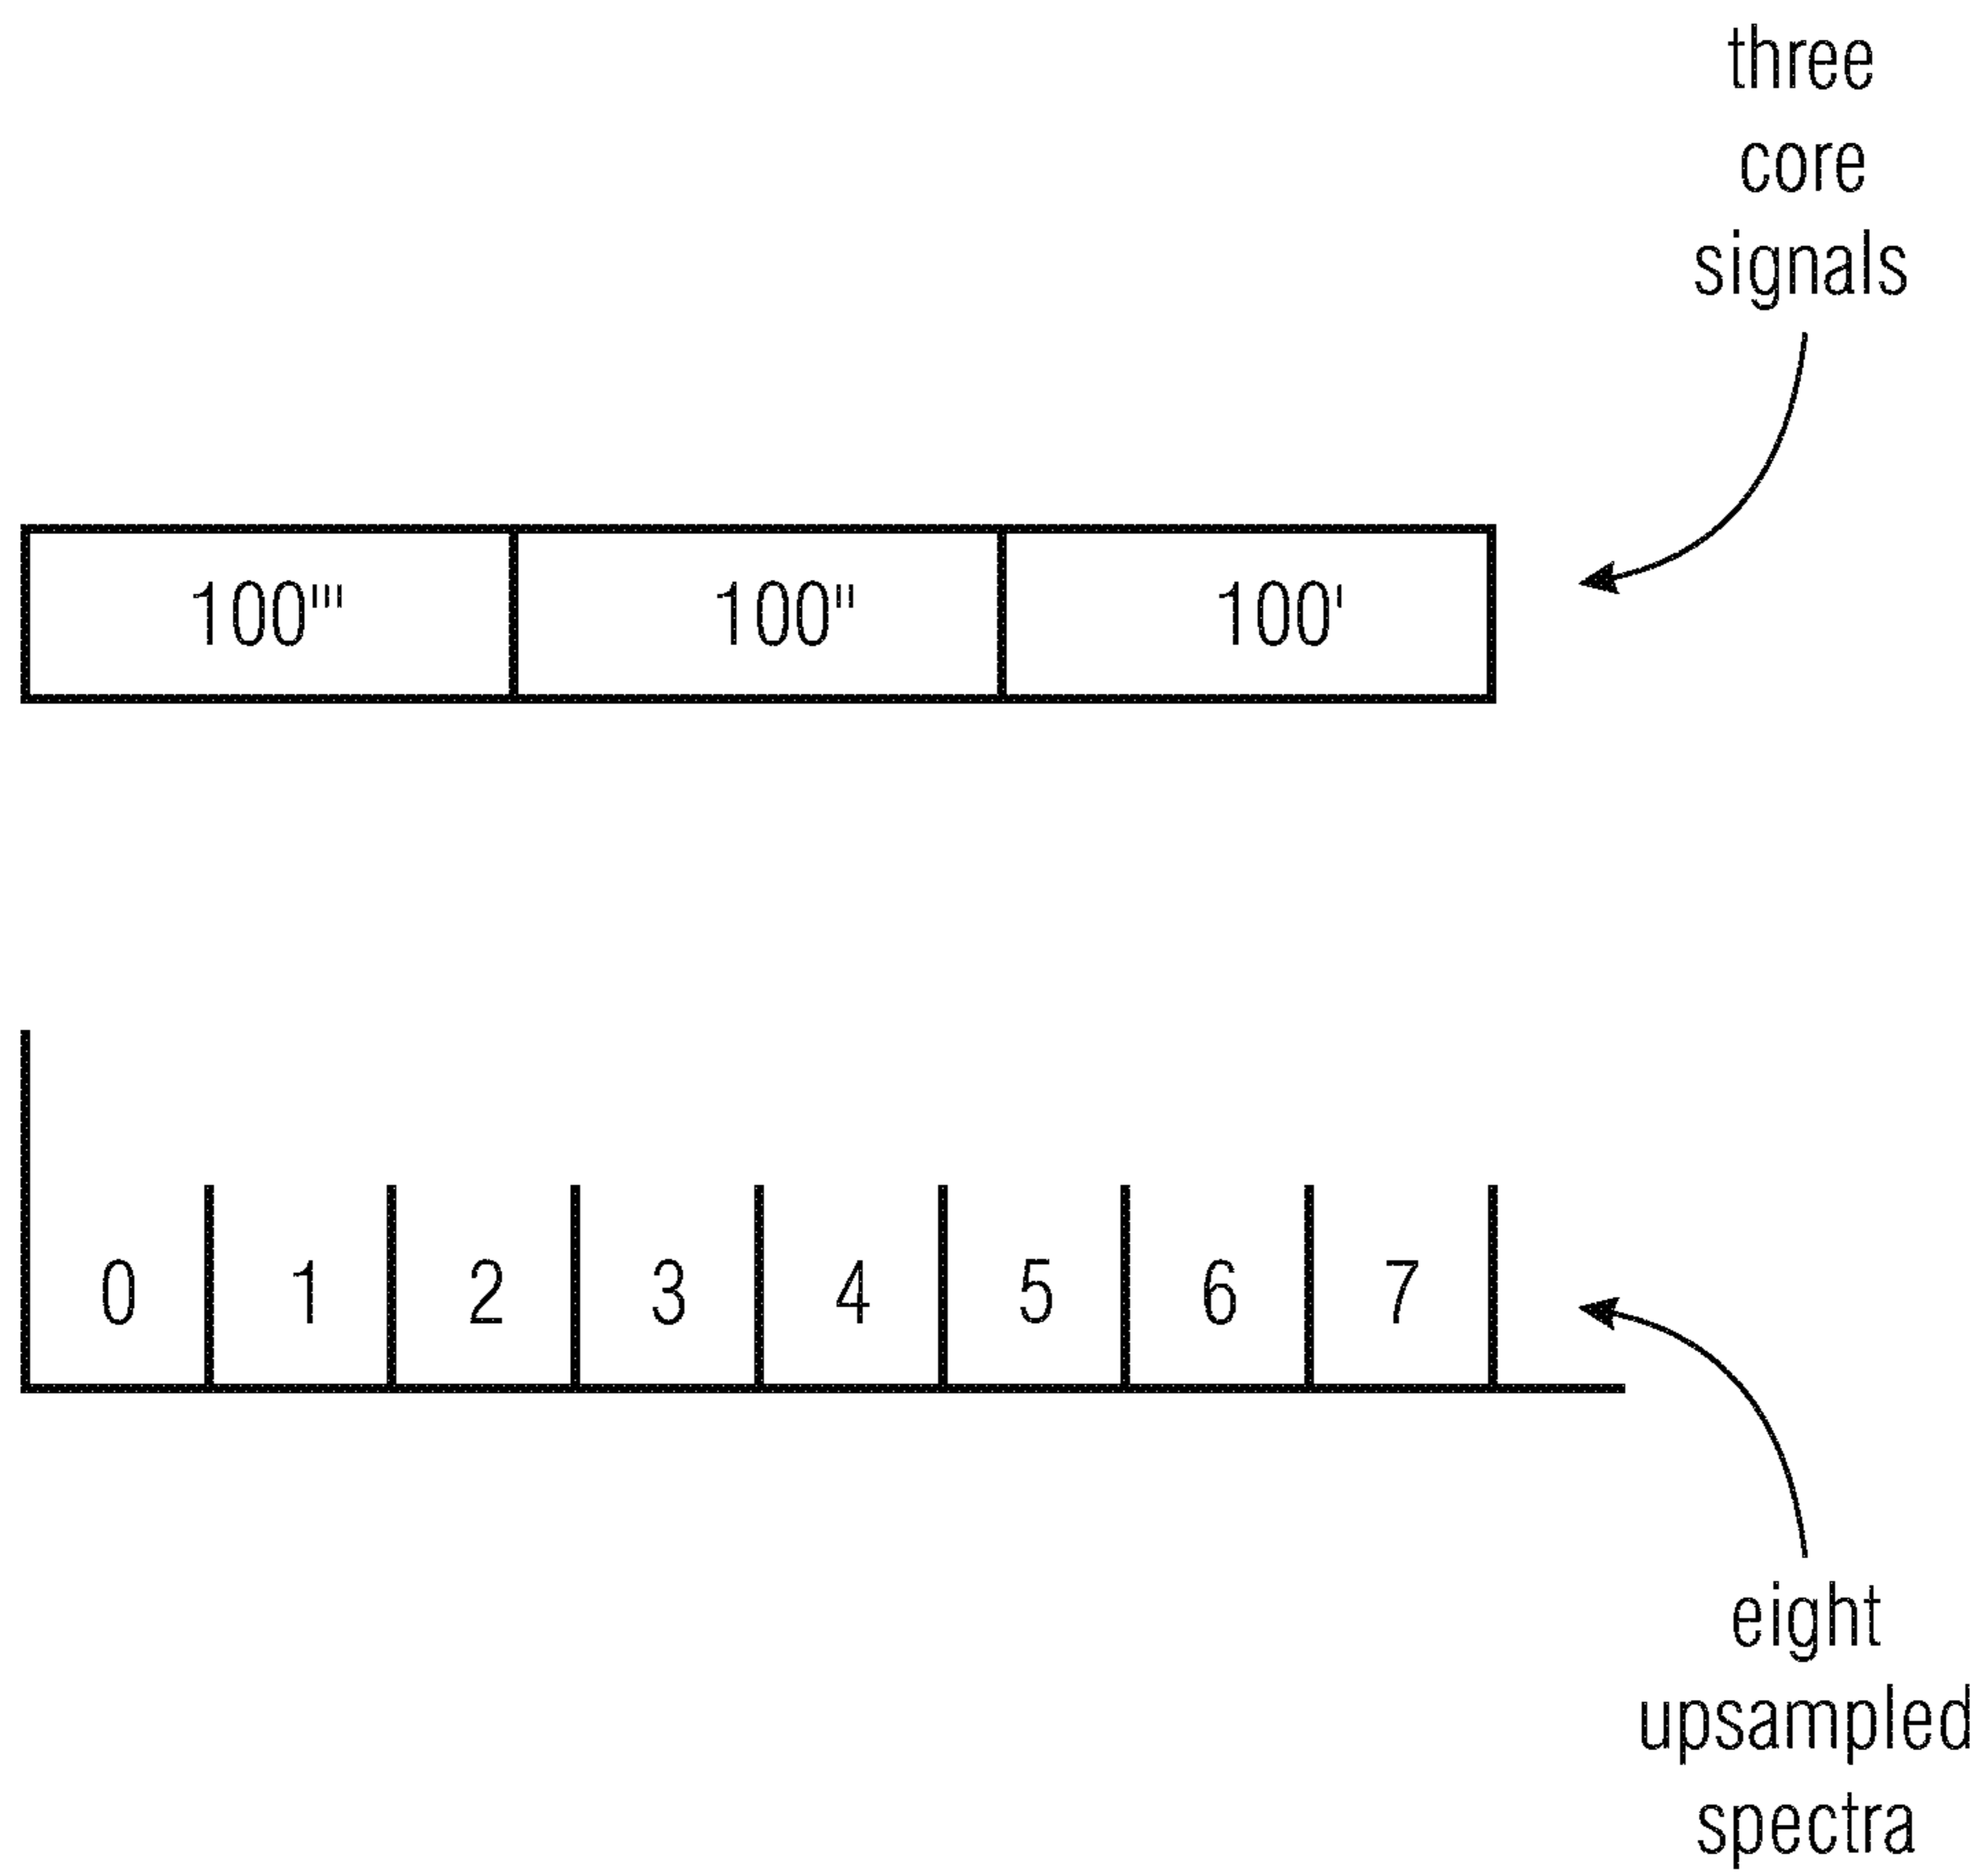 three
core
signals
100''' 100'' 100'
0 1 2 3 4 5 6 7
eight
upsampled
spectra